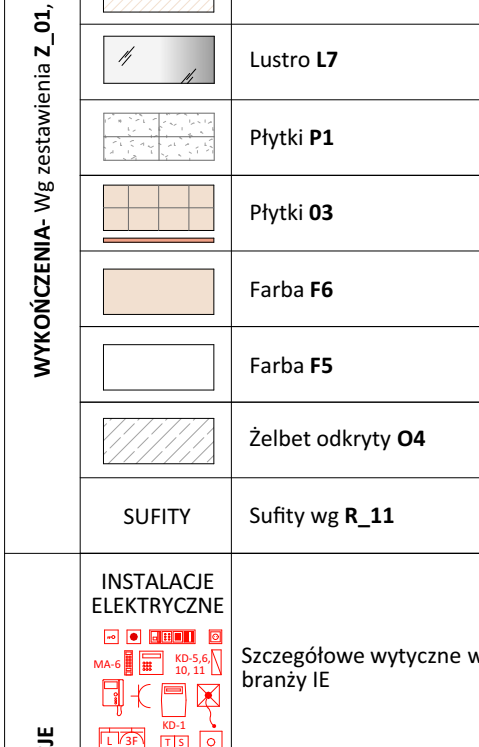 WYKOŃCZENIA- Wg zestawienia Z_01,
Lustro L7
Płytki P1
Płytki 03
Farba F6
Farba F5
Żelbet odkryty O4
SUFITY
Sufity wg R_11
INSTALACJE
ELEKTRYCZNE
MA-6
KD-5,6,
10, 11
KD-1
L
3F
T S
Szczegółowe wytyczne w
branży IE
JE